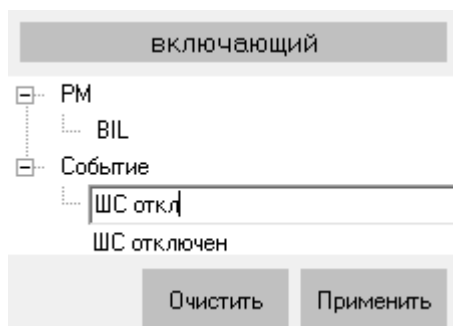 включающий
РМ
BIL
Событие
ШС откл
ШС отключен
Очистить Применить